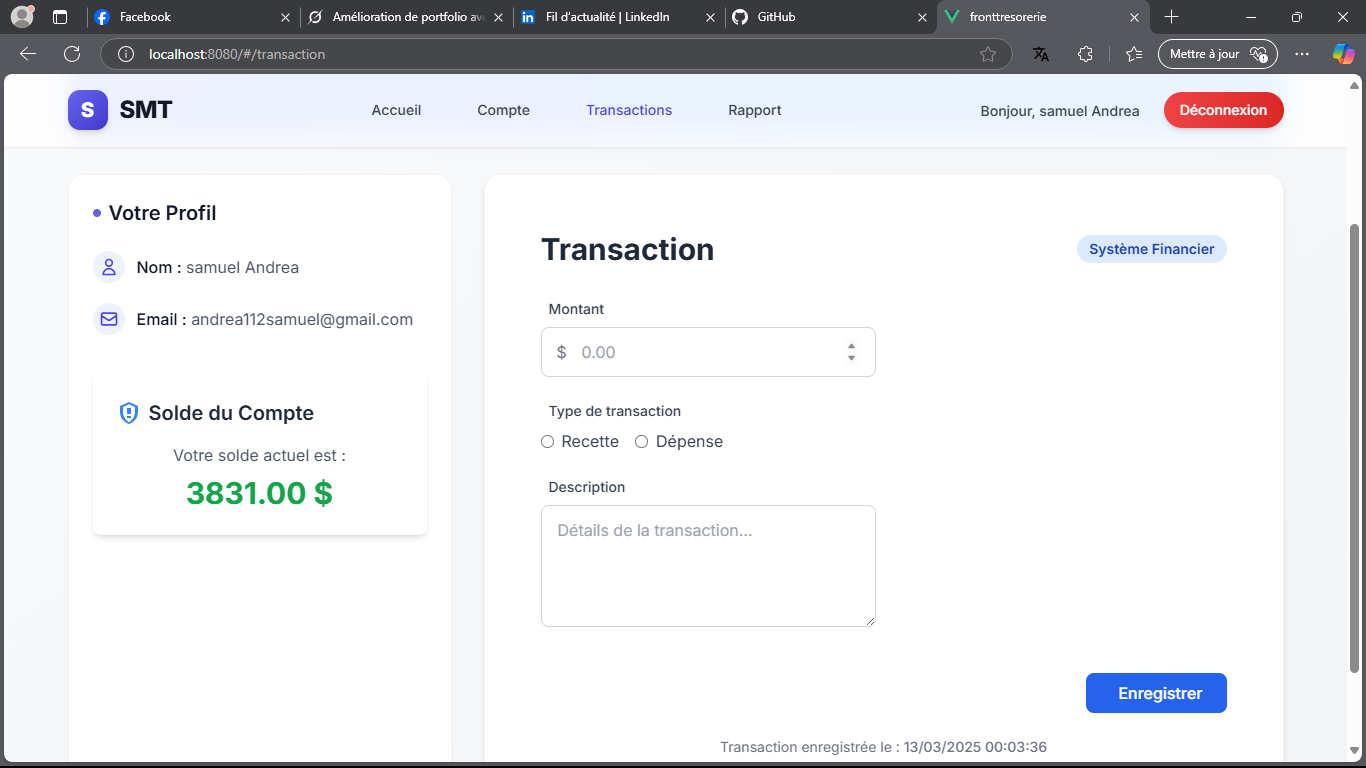 Facebook
Amélioration de portfolio ave
Fil d'actualité | LinkedIn
GitHub
fronttresorerie
localhost:8080/#/transaction
Mettre à jour
S
SMT
Accueil
Compte
Transactions
Rapport
Bonjour, samuel Andrea
Déconnexion
Votre Profil
Nom : samuel Andrea
Email : andrea112samuel@gmail.com
Solde du Compte
Votre solde actuel est :
3831.00 $
Transaction
Système Financier
Montant
$ 0.00
Type de transaction
Recette
Dépense
Description
Détails de la transaction...
Enregistrer
Transaction enregistrée le : 13/03/2025 00:03:36